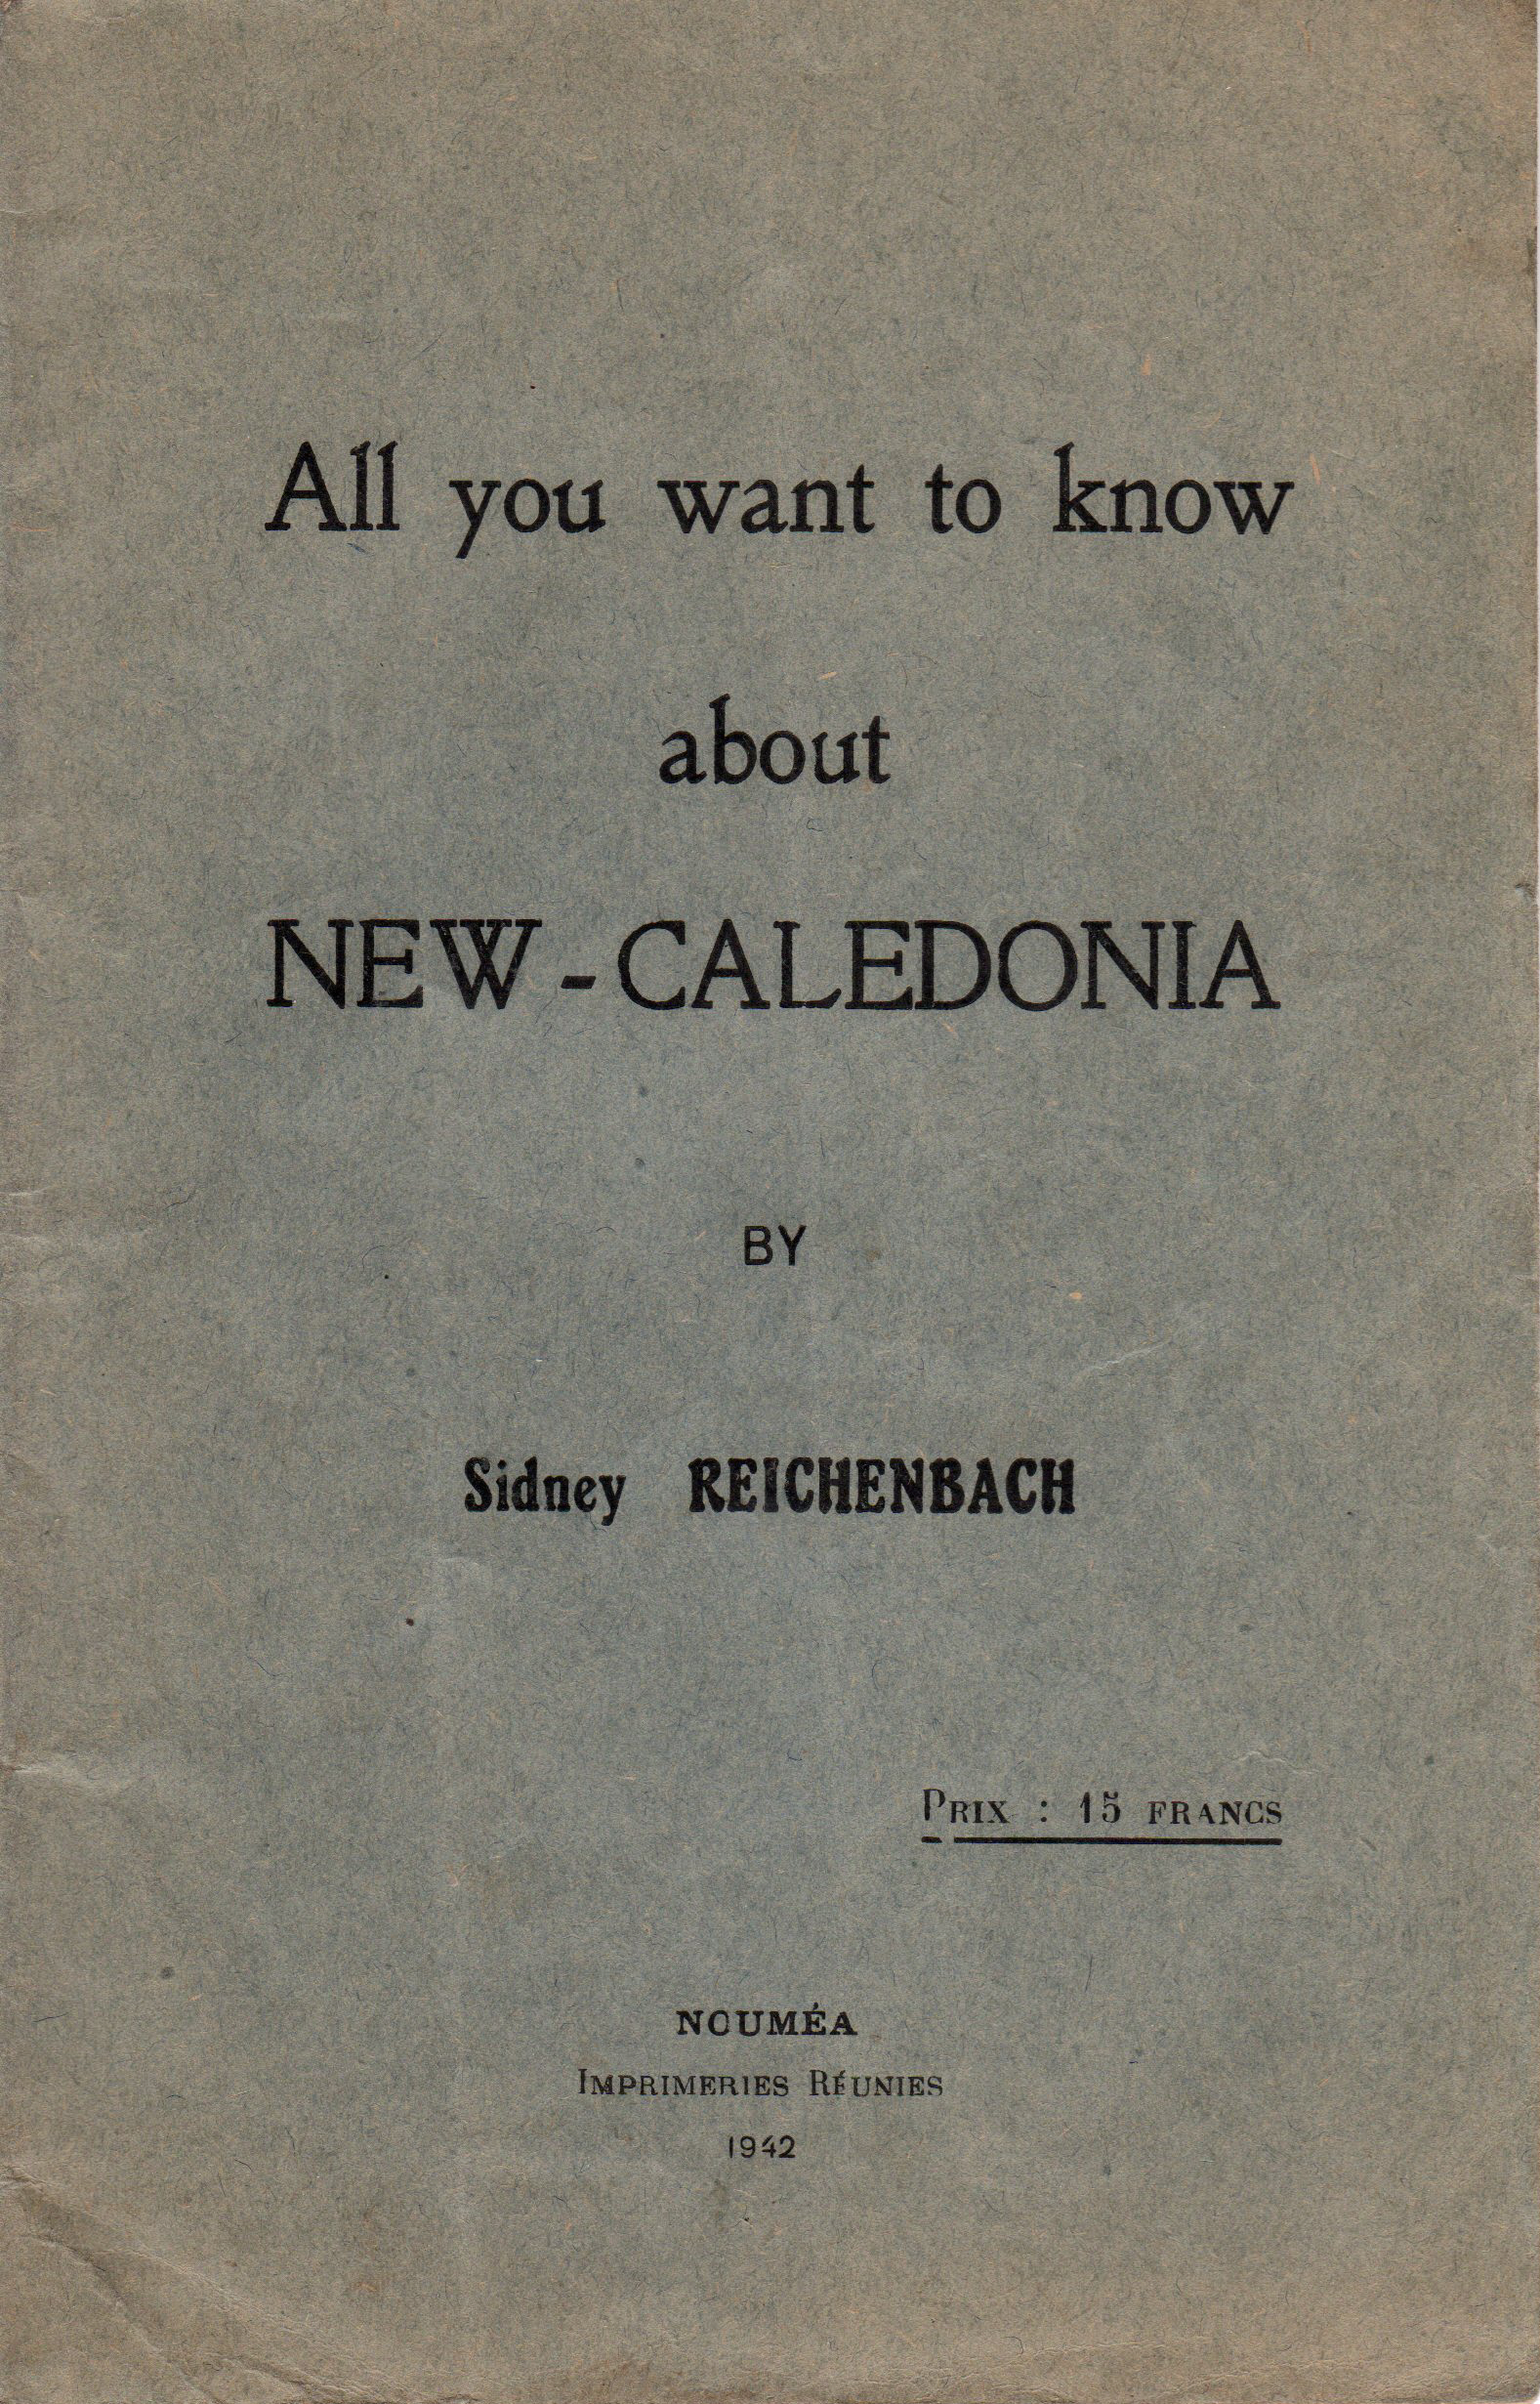 All you want to know
about
NEW-CALEDONIA
BY
Sidney REICHENBACH
PRIX : 15 FRANCS
NOUMÉA
IMPRIMERIES RÉUNIES
1942